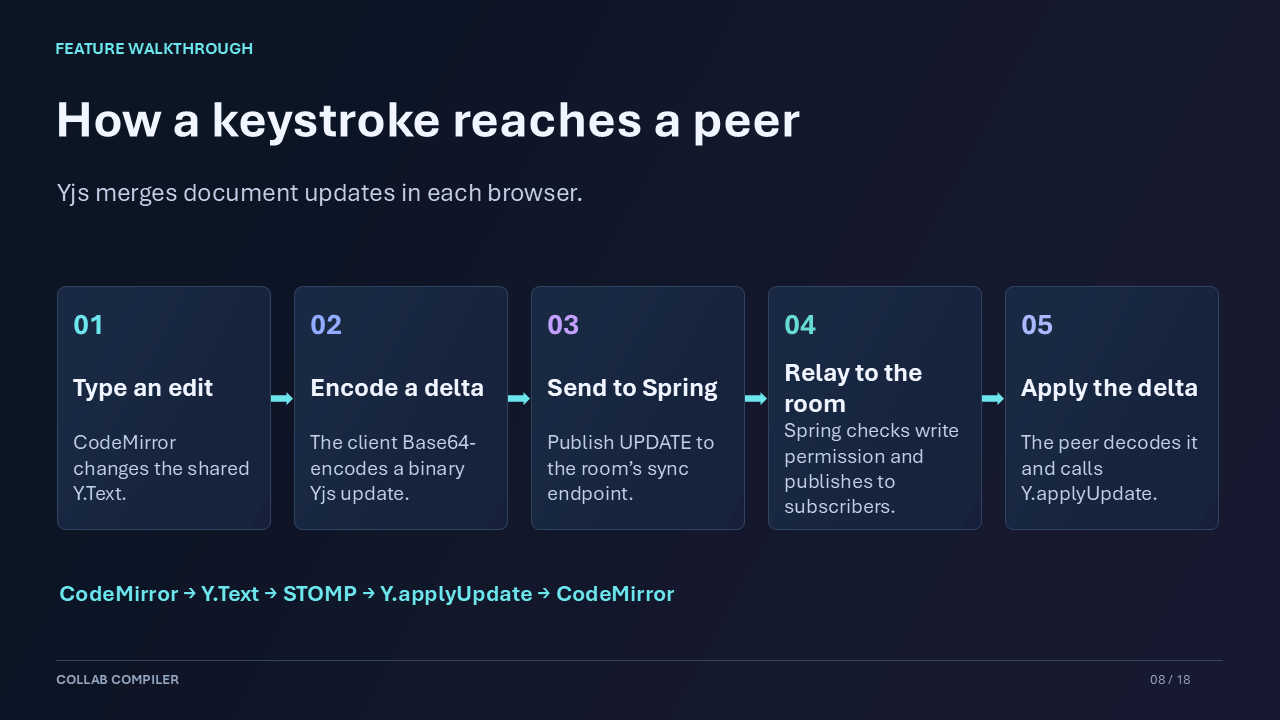 FEATURE WALKTHROUGH
How a keystroke reaches a peer
Yjs merges document updates in each browser.
01
Type an edit
CodeMirror
changes the shared
Y.Text.
02
Encode a delta
The client Base64-
encodes a binary
Yjs update.
03
Send to Spring
Publish UPDATE to
the room’s sync
endpoint.
04
Relay to the
room
Spring checks write
permission and
publishes to
subscribers.
05
Apply the delta
The peer decodes it
and calls
Y.applyUpdate.
CodeMirror → Y.Text → STOMP → Y.applyUpdate → CodeMirror
COLLAB COMPILER
08 / 18